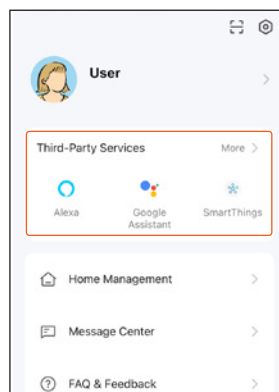 User
Third-Party Services More
Alexa Google Assistant SmartThings
Home Management
Message Center
FAQ & Feedback